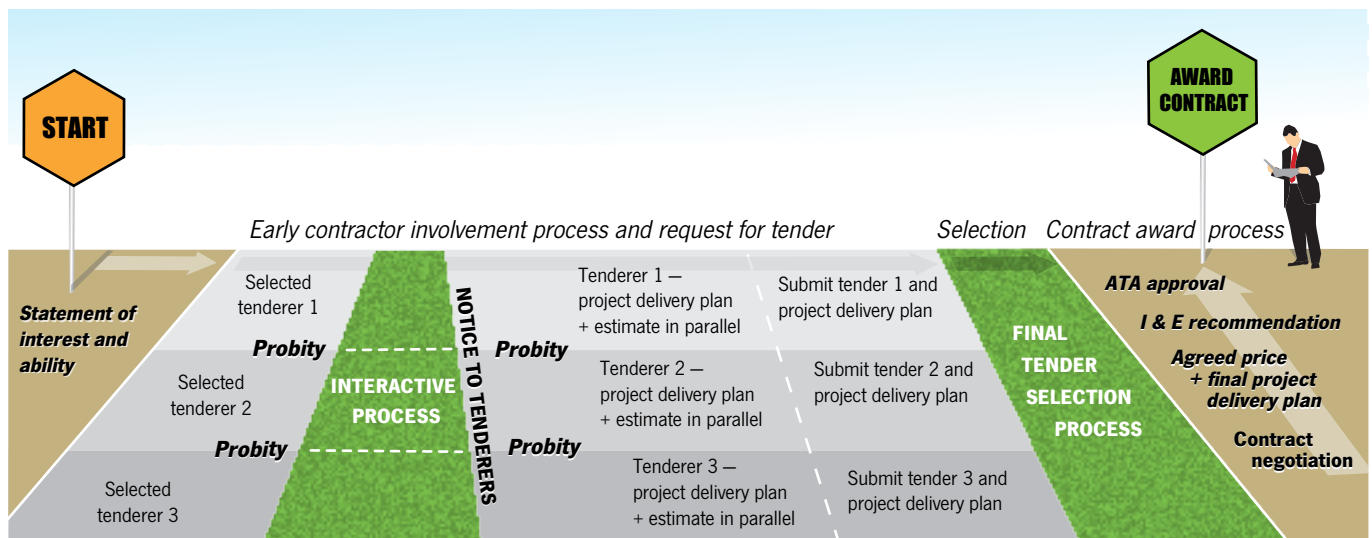 START
AWARD
CONTRACT
Early contractor involvement process and request for tender
Selection
Contract award process
Statement of
interest and
ability
Selected
tenderer 1
Probity
Selected
tenderer 2
Probity
Selected
tenderer 3
INTERACTIVE
PROCESS
NOTICE TO TENDERERS
Probity
Probity
Tenderer 1 —
project delivery plan
+ estimate in parallel
Tenderer 2 —
project delivery plan
+ estimate in parallel
Tenderer 3 —
project delivery plan
+ estimate in parallel
Submit tender 1 and
project delivery plan
Submit tender 2 and
project delivery plan
Submit tender 3 and
project delivery plan
FINAL
TENDER
SELECTION
PROCESS
ATA approval
I & E recommendation
Agreed price
+ final project
delivery plan
Contract
negotiation